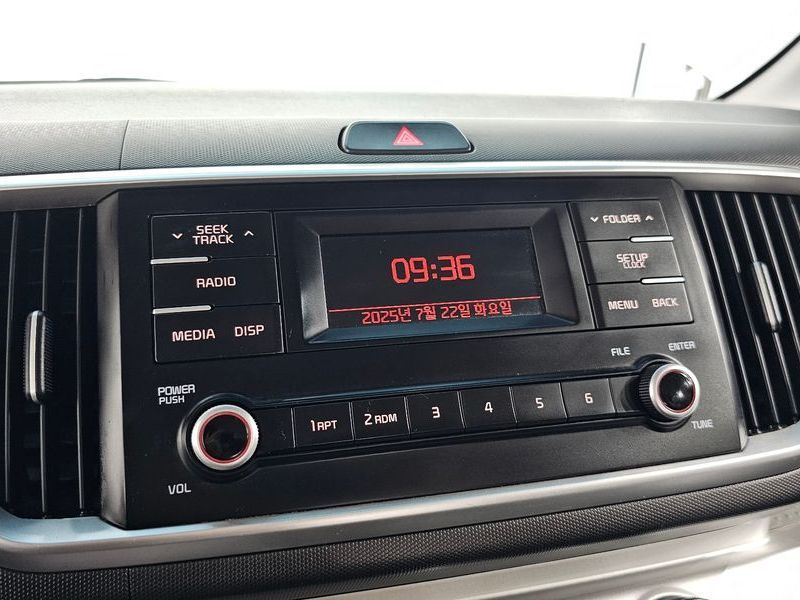 SEEK
TRACK
RADIO
MEDIA DISP
09:36
2025년 7월 22일 화요일
FOLDER
SETUP
CLOCK
MENU BACK
POWER
PUSH
VOL
1 RPT
2 RDM
3
4
5
6
FILE
ENTER
TUNE